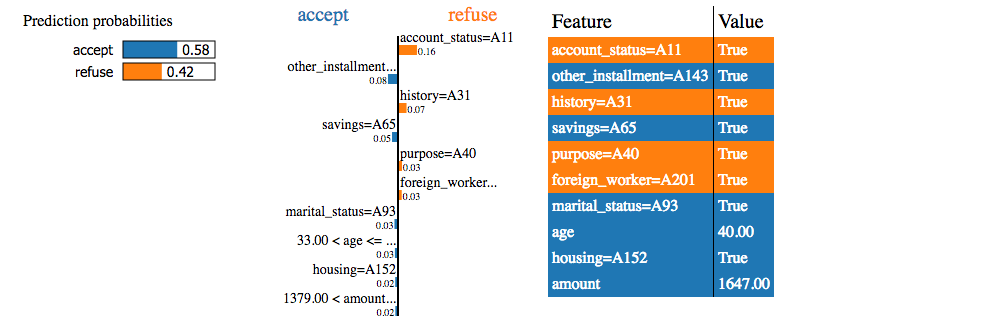 Prediction probabilities
accept 0.58
refuse 0.42
accept refuse
account_status=A11
0.16
other_installment...
0.08
history=A31
0.07
savings=A65
0.05
purpose=A40
0.03
foreign_worker...
0.03
marital_status=A93
0.03
33.00 < age <= ...
0.03
housing=A152
0.02
1379.00 < amount...
0.02
Feature Value
account_status=A11 True
other_installment=A143 True
history=A31 True
savings=A65 True
purpose=A40 True
foreign_worker=A201 True
marital_status=A93 True
age 40.00
housing=A152 True
amount 1647.00